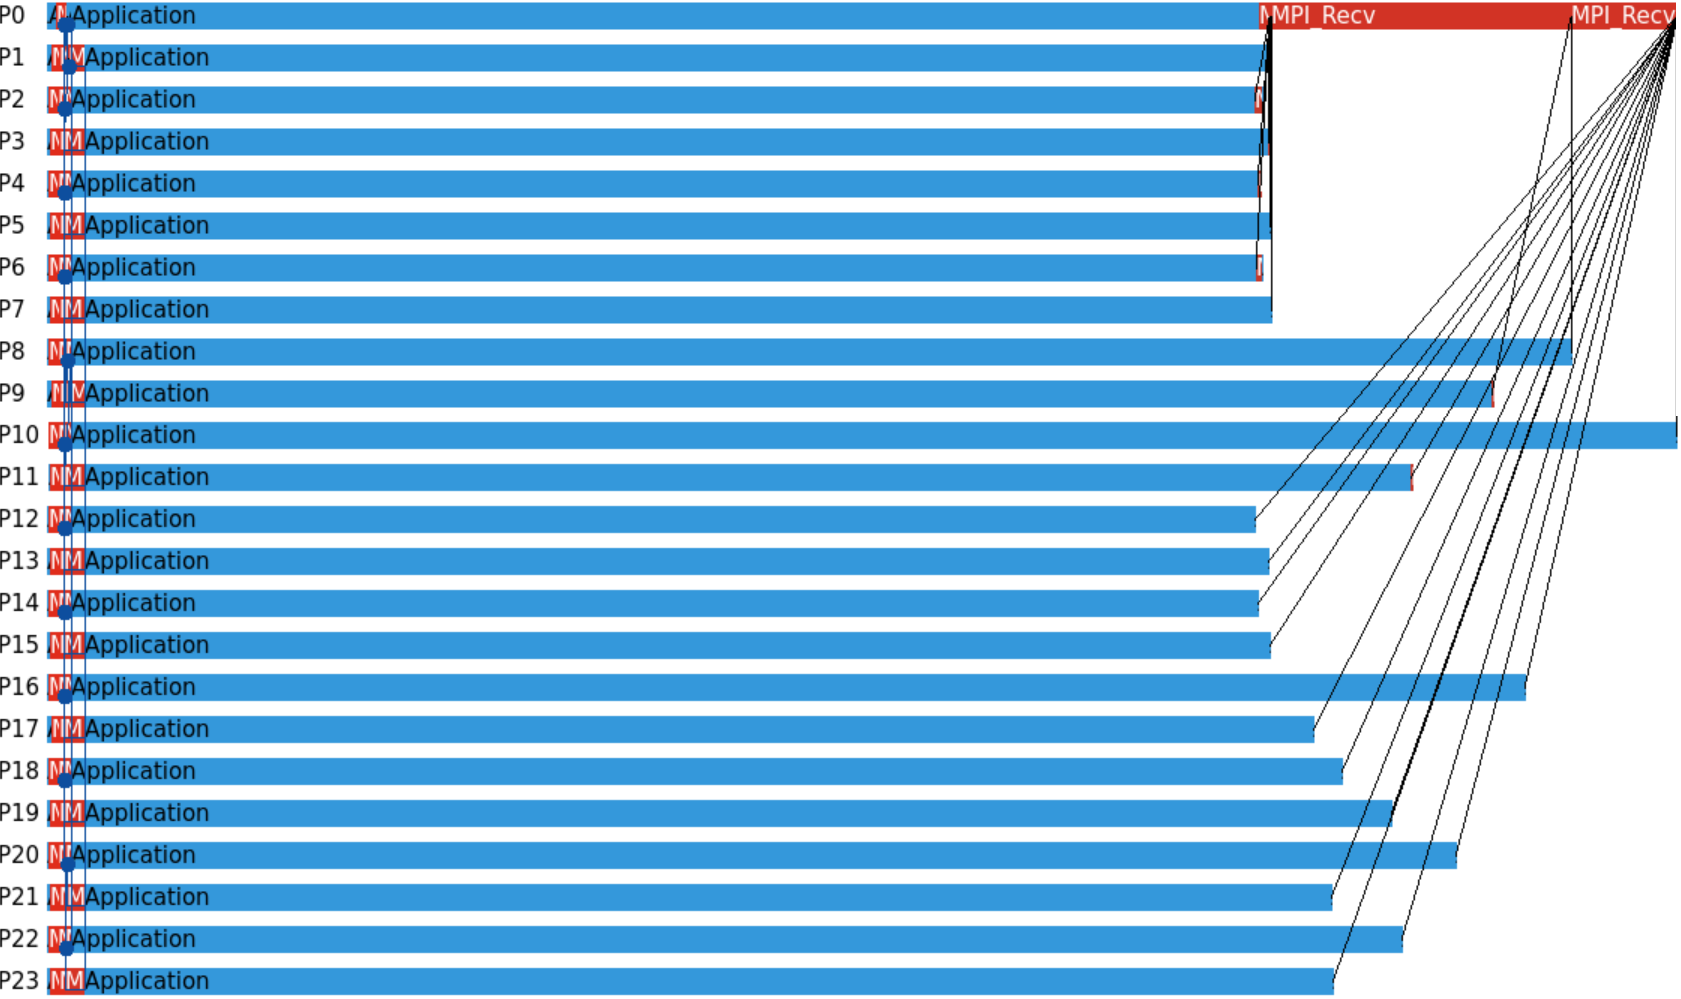 P0 Application MPI_Recv MPI_Recv
P1 M Application
P2 Application
P3 M Application
P4 Application
P5 M Application
P6 Application
P7 M Application
P8 Application
P9 M Application
P10 Application
P11 M Application
P12 Application
P13 M Application
P14 Application
P15 M Application
P16 Application
P17 M Application
P18 Application
P19 M Application
P20 Application
P21 M Application
P22 Application
P23 M Application